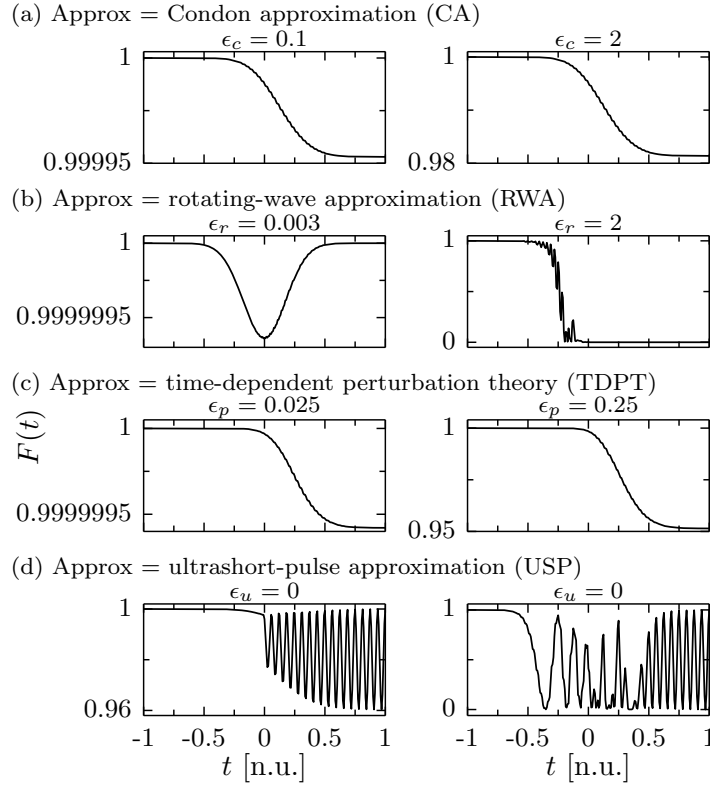 (a) Approx = Condon approximation (CA)
ϵc = 0.1 ϵc = 2
1 1
0.99995 0.98
(b) Approx = rotating-wave approximation (RWA)
ϵr = 0.003 ϵr = 2
1 1
0.9999995 0
(c) Approx = time-dependent perturbation theory (TDPT)
ϵp = 0.025 ϵp = 0.25
F(t)
1 1
0.9999995 0.95
(d) Approx = ultrashort-pulse approximation (USP)
ϵu = 0 ϵu = 0
1 1
0.96 0
-1 -0.5 0 0.5 1 -1 -0.5 0 0.5 1
t [n.u.] t [n.u.]